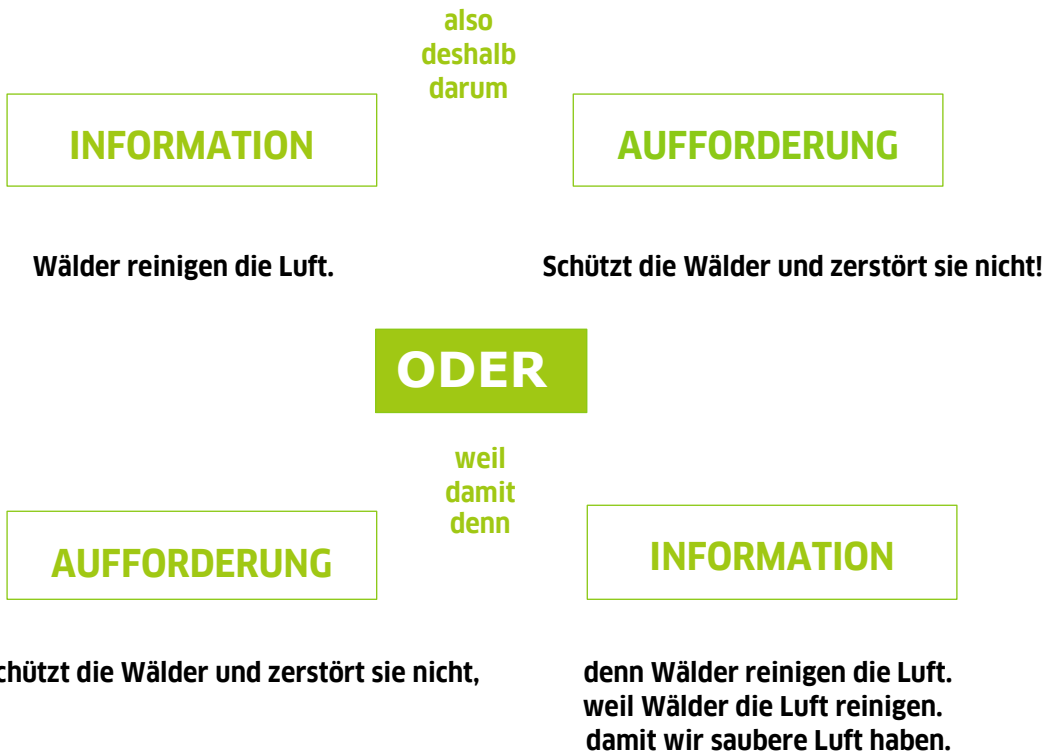 also
deshalb
darum
INFORMATION
AUFFORDERUNG
Wälder reinigen die Luft.
Schützt die Wälder und zerstört sie nicht!
ODER
weil
damit
denn
AUFFORDERUNG
INFORMATION
chützt die Wälder und zerstört sie nicht,
denn Wälder reinigen die Luft.
weil Wälder die Luft reinigen.
damit wir saubere Luft haben.